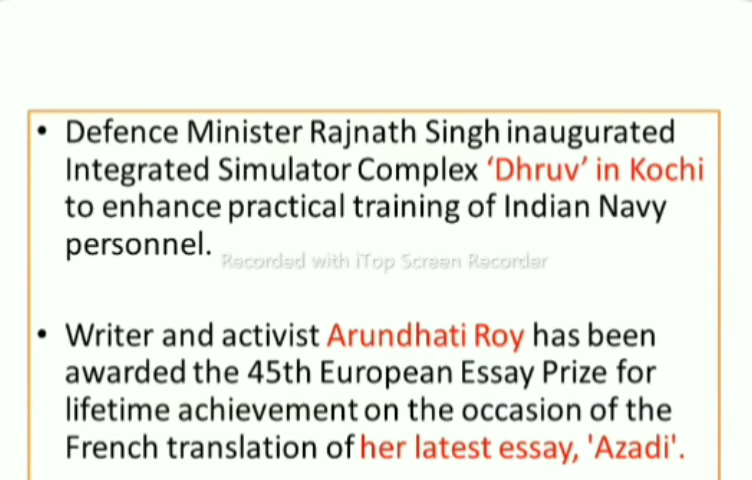 • Defence Minister Rajnath Singh inaugurated
Integrated Simulator Complex ‘Dhruv’ in Kochi
to enhance practical training of Indian Navy
personnel.
Recorded with iTop Screen Recorder
• Writer and activist Arundhati Roy has been
awarded the 45th European Essay Prize for
lifetime achievement on the occasion of the
French translation of her latest essay, 'Azadi'.